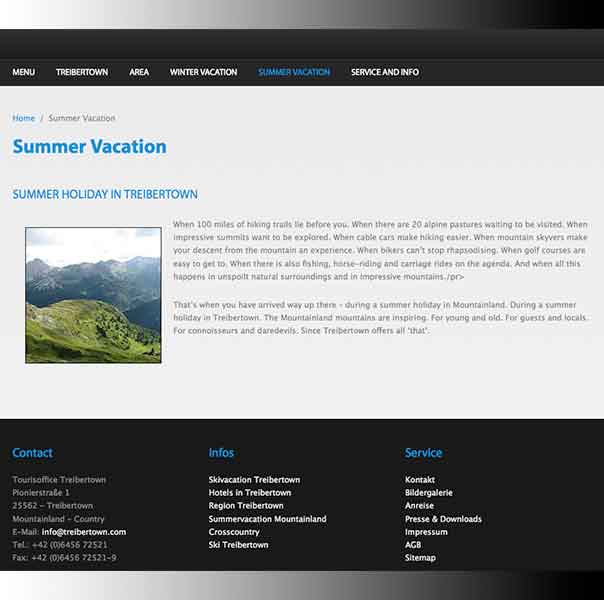 MENU TREIBERTOWN AREA WINTER VACATION SUMMER VACATION SERVICE AND INFO
Home / Summer Vacation
Summer Vacation
SUMMER HOLIDAY IN TREIBERTOWN
When 100 miles of hiking trails lie before you. When there are 20 alpine pastures waiting to be visited. When
impressive summits want to be explored. When cable cars make hiking easier. When mountain skyvers make
your descent from the mountain an experience. When bikers can't stop rhapsodising. When golf courses are
easy to get to. When there is also fishing, horse-riding and carriage rides on the agenda. And when all this
happens in unspoilt natural surroundings and in impressive mountains./pr>
That's when you have arrived way up there - during a summer holiday in Mountainland. During a summer
holiday in Treibertown. The Mountainland mountains are inspiring. For young and old. For guests and locals.
For connoisseurs and daredevils. Since Treibertown offers all 'that'.
Contact
Tourisoffice Treibertown
Pionierstraße 1
25562 - Treibertown
Mountainland - Country
E-Mail: info@treibertown.com
Tel.: +42 (0)6456 72521
Fax: +42 (0)6456 72521-9
Infos
Skivacation Treibertown
Hotels in Treibertown
Region Treibertown
Summervacation Mountainland
Crosscountry
Ski Treibertown
Service
Kontakt
Bildergalerie
Anreise
Presse & Downloads
Impressum
AGB
Sitemap